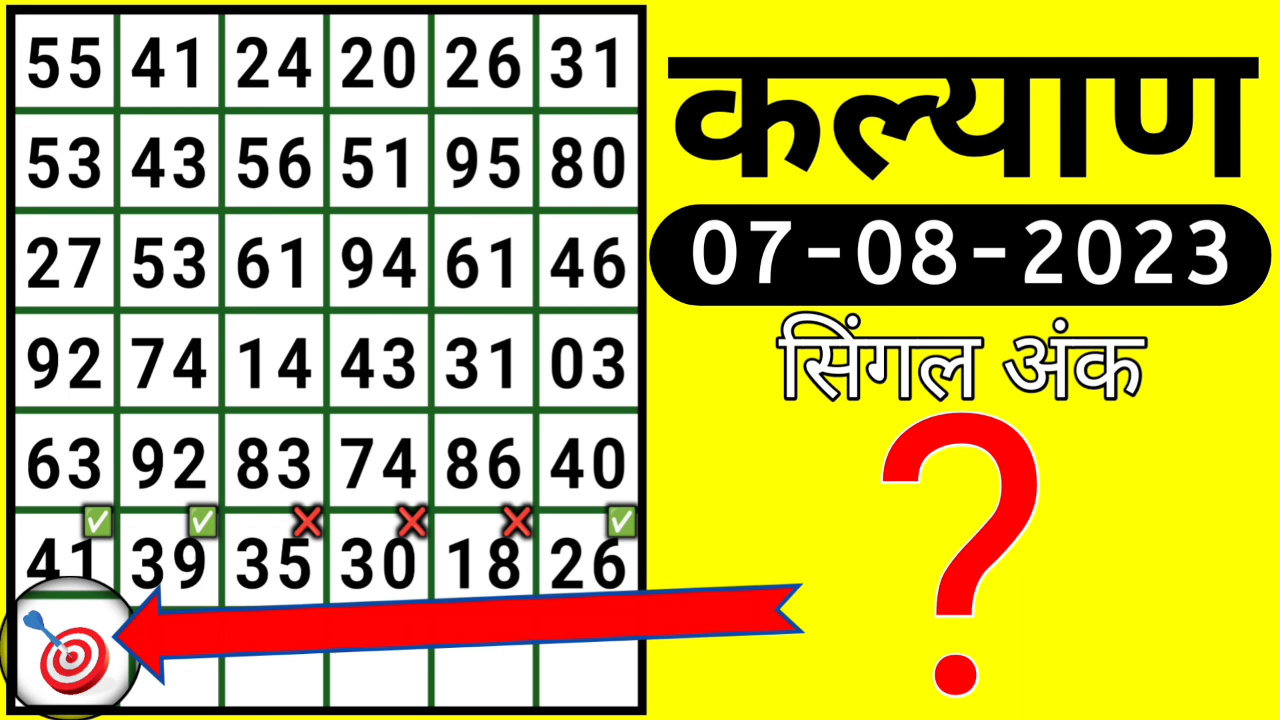 55 41 24 20 26 31
53 43 56 51 95 80
27 53 61 94 61 46
92 74 14 43 31 03
63 92 83 74 86 40
41 39 35 30 18 26
कल्याण
07-08-2023
सिंगल अंक
?